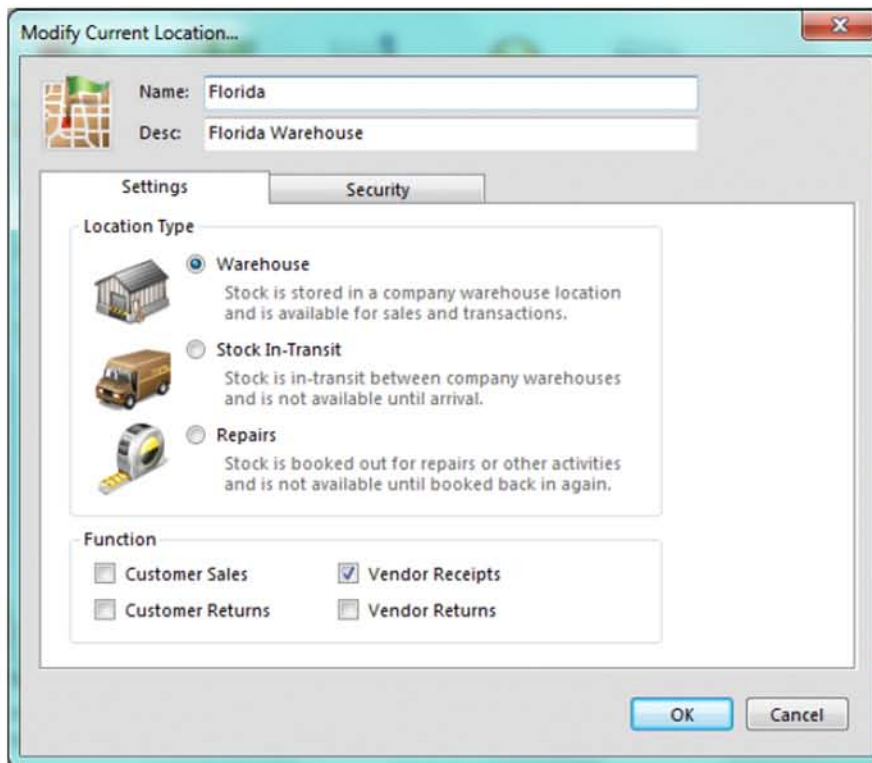 Modify Current Location...
Name: Florida
Desc: Florida Warehouse
Settings Security
Location Type
Warehouse
Stock is stored in a company warehouse location
and is available for sales and transactions.
Stock In-Transit
Stock is in-transit between company warehouses
and is not available until arrival.
Repairs
Stock is booked out for repairs or other activities
and is not available until booked back in again.
Function
Customer Sales Vendor Receipts
Customer Returns Vendor Returns
OK Cancel